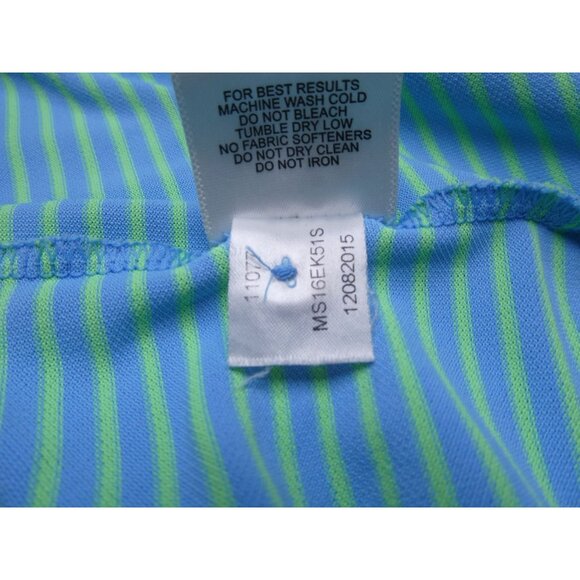 FOR BEST RESULTS
MACHINE WASH COLD
DO NOT BLEACH
TUMBLE DRY LOW
NO FABRIC SOFTENERS
DO NOT DRY CLEAN
DO NOT IRON
MS16EK51S
12082015